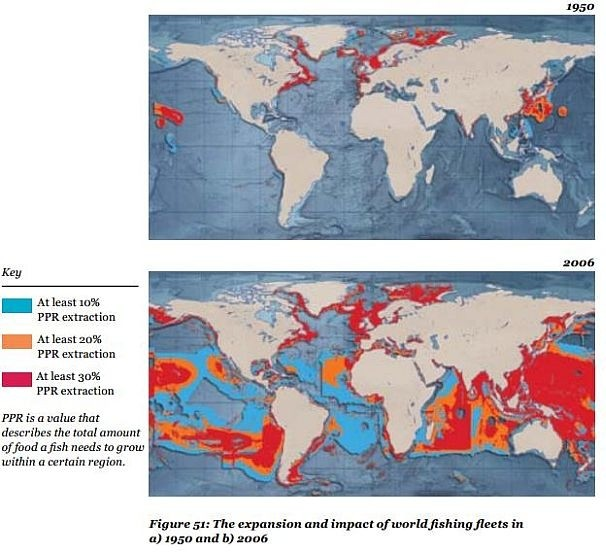 1950
2006
Key
At least 10%
PPR extraction
At least 20%
PPR extraction
At least 30%
PPR extraction
PPR is a value that
describes the total amount
of food a fish needs to grow
within a certain region.
Figure 51: The expansion and impact of world fishing fleets in
a) 1950 and b) 2006